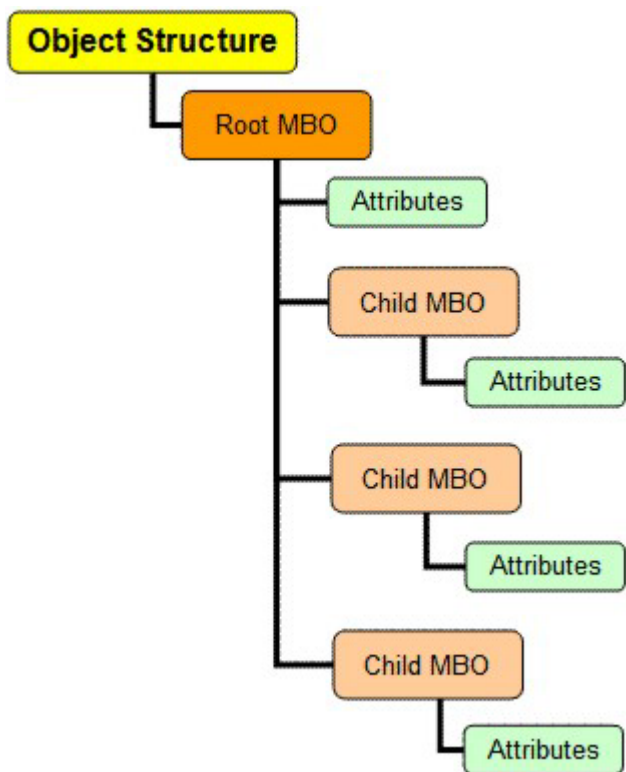 Object Structure
Root MBO
Attributes
Child MBO
Attributes
Child MBO
Attributes
Child MBO
Attributes